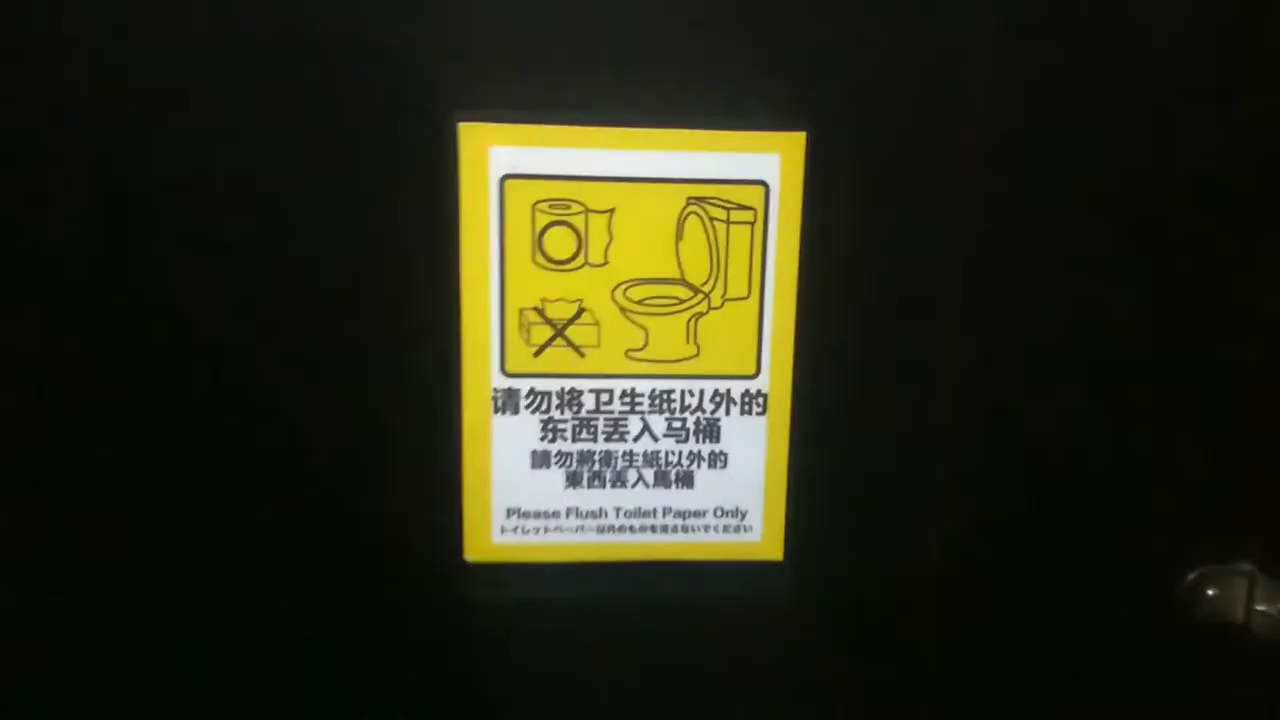 请勿将卫生纸以外的
东西丢入马桶
請勿將衛生紙以外的
東西丟入馬桶
Please Flush Toilet Paper Only
トイレットペーパー以外のものを流さないでください